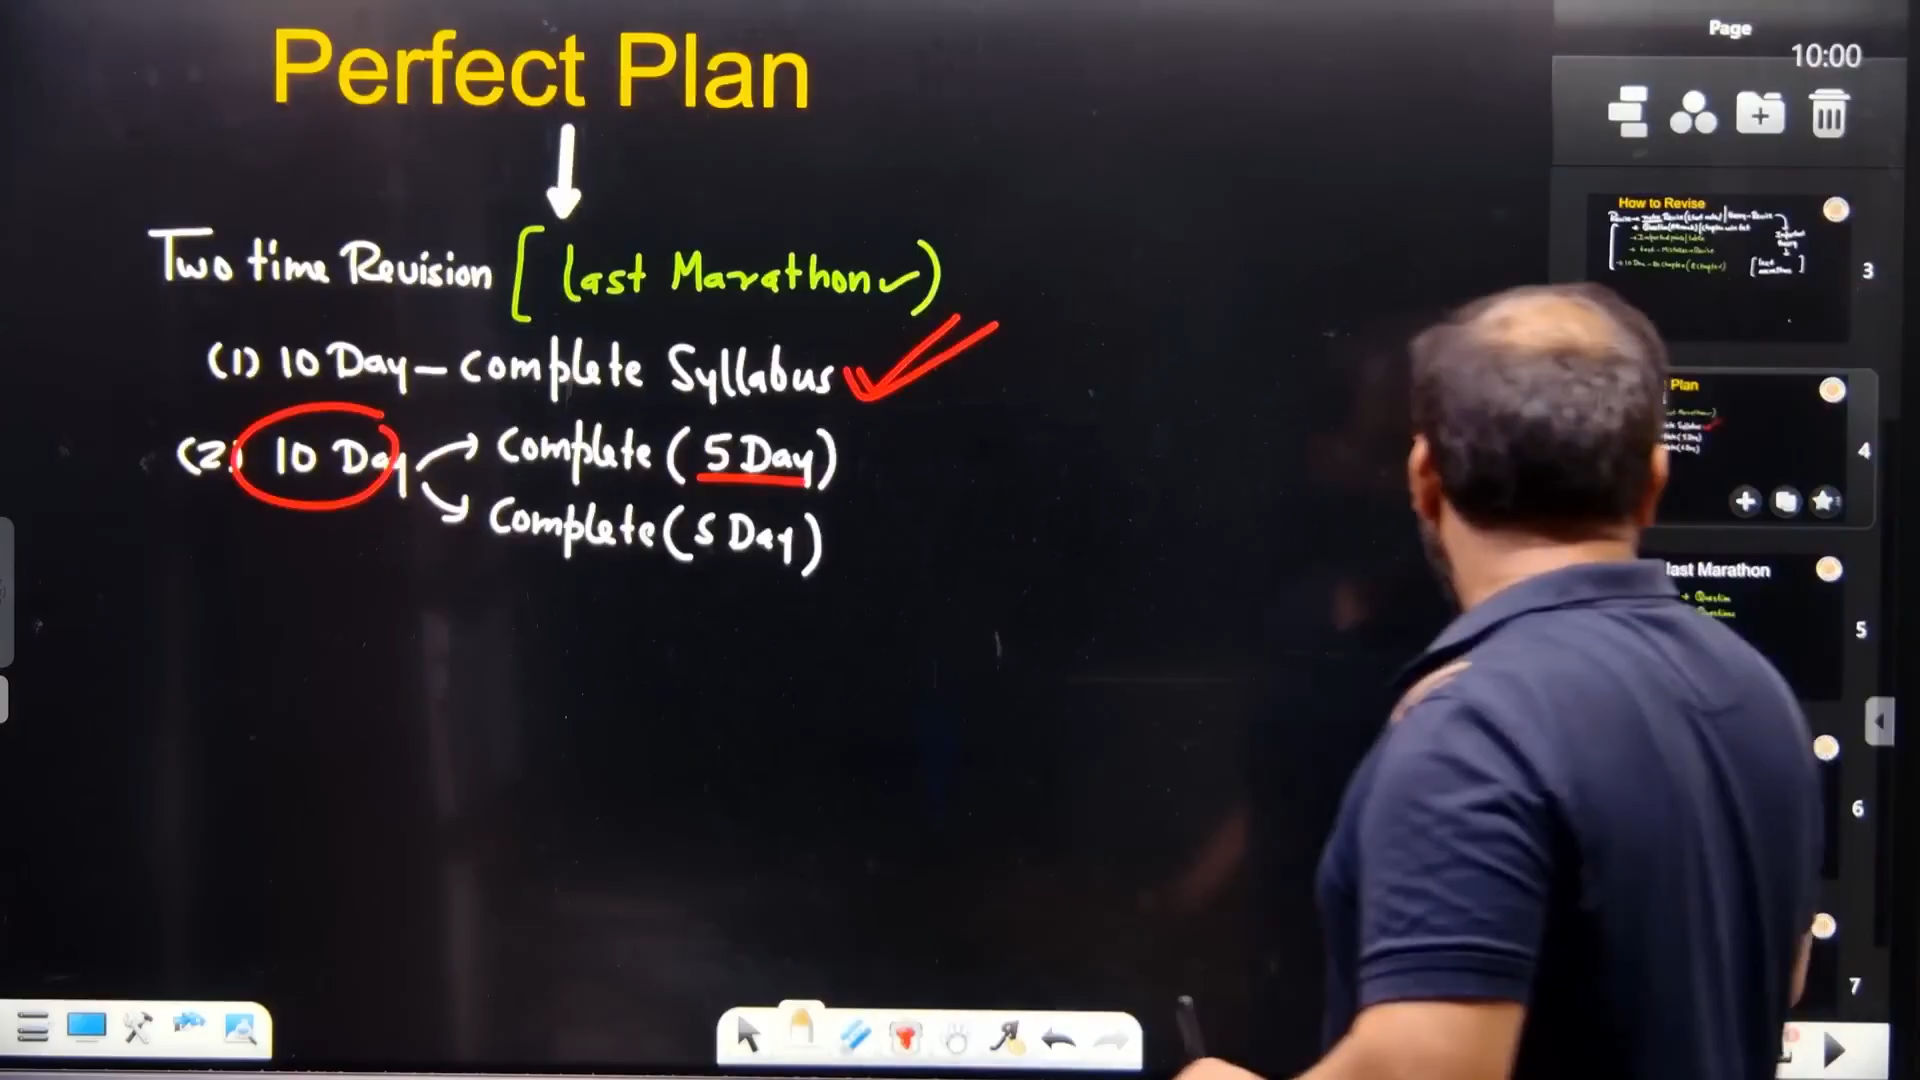 Perfect Plan
Two time Revision [ last Marathon ]
(1) 10 Day – Complete Syllabus
(2) 10 Day → Complete (5 Day)
→ Complete (5 Day)
Page
10:00
How to Revise
3
Plan
4
last Marathon
5
6
7